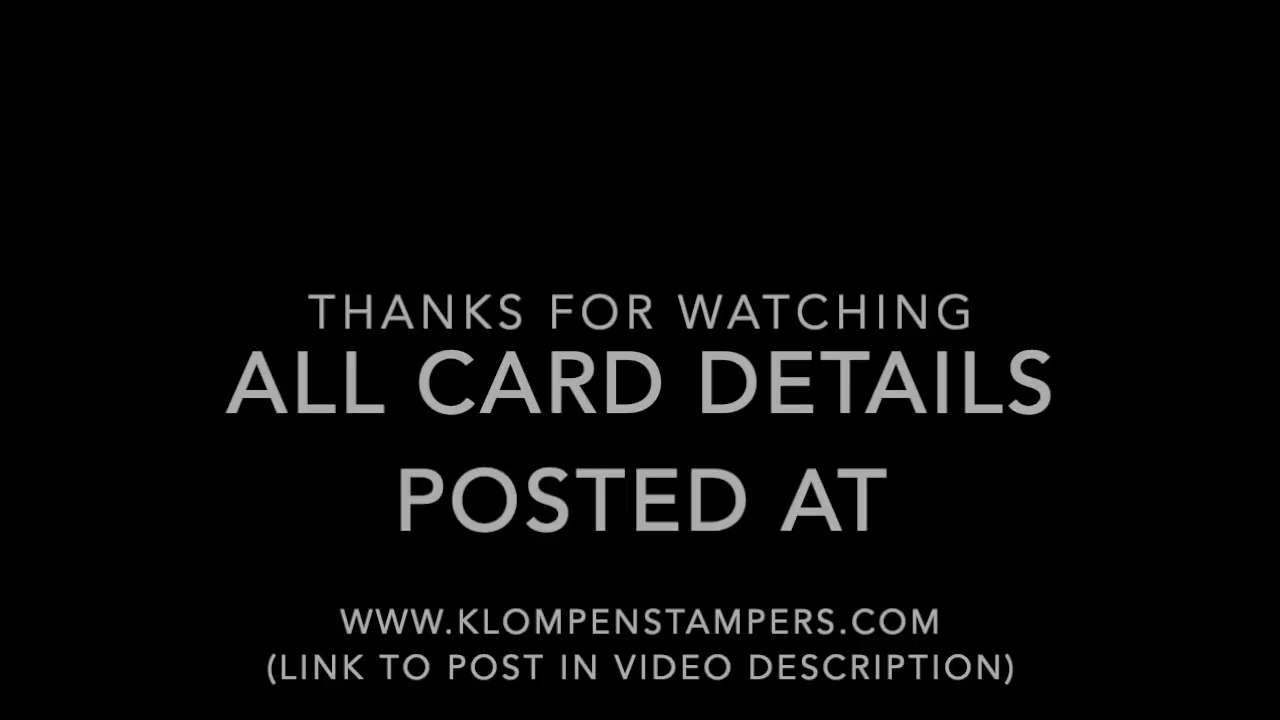 THANKS FOR WATCHING
ALL CARD DETAILS
POSTED AT
WWW.KLOMPENSTAMPERS.COM
(LINK TO POST IN VIDEO DESCRIPTION)